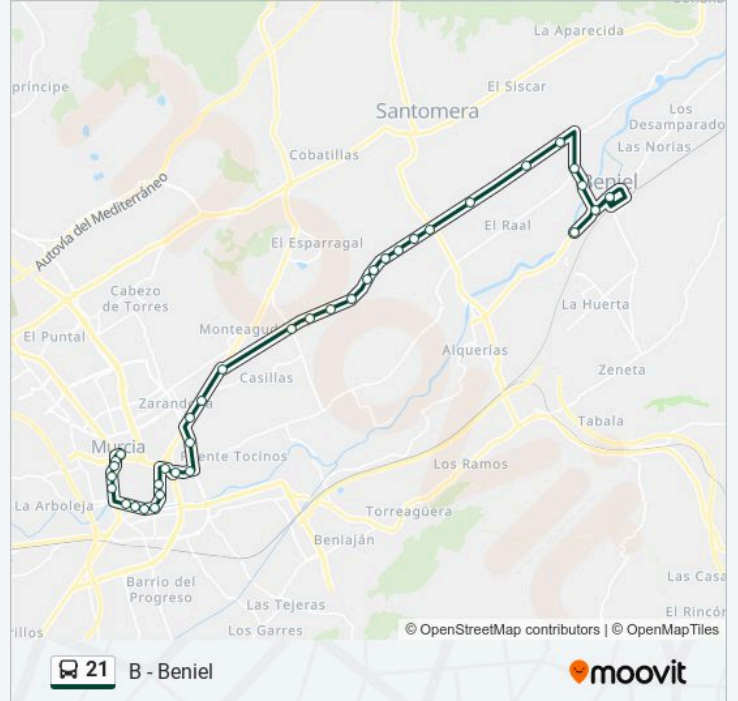 La Aparecida
príncipe
El Siscar
Santomera
Los
Desamparado
Las Norias
Cobatillas
Beniel
Autovía del Mediterráneo
El Raal
El Esparragal
Cabezo
de Torres
La Huerta
El Puntal
Monteagud
Alquerías
Zeneta
Casillas
Zarando
Tabala
Murcia
Puente Tocinos
Los Ramos
La Arboleja
Torreagüera
Beniaján
Barrio del
Progreso
Las Casa
Las Tejeras
El Rincón
rillos
Los Garres
© OpenStreetMap contributors | © OpenMapTiles
21 B - Beniel
moovit